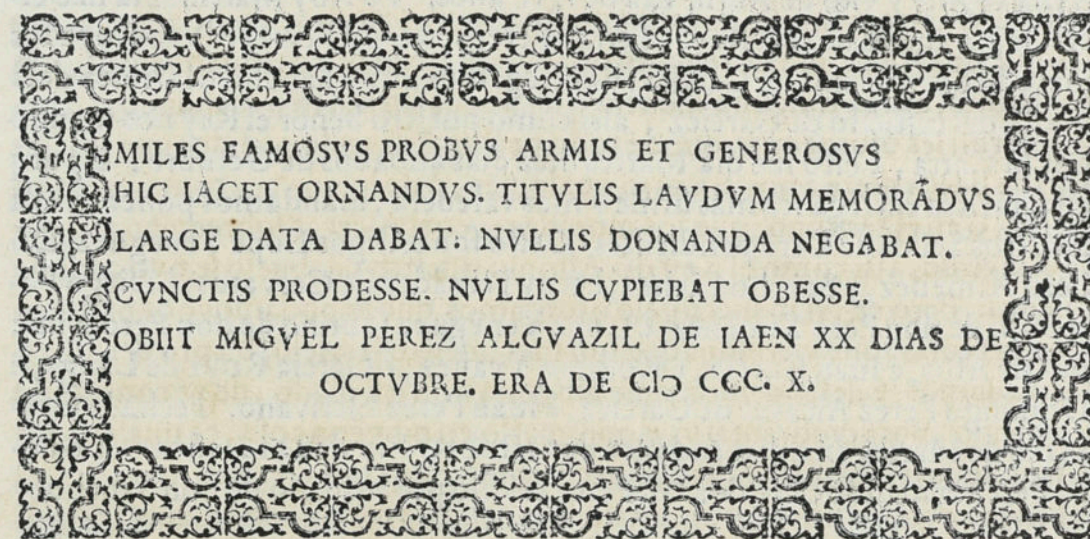 MILES FAMOSVS PROBVS ARMIS ET GENEROSVS
HIC IACET ORNANDVS. TITVLIS LAVDVM MEMORÃDVS
LARGE DATA DABAT. NVLLIS DONANDA NEGABAT.
CVNCTIS PRODESSE. NVLLIS CVPIEBAT OBESSE.
OBIIT MIGVEL PEREZ ALGVAZIL DE IAEN XX DIAS DE
OCTVBRE. ERA DE CIↃ CCC. X.